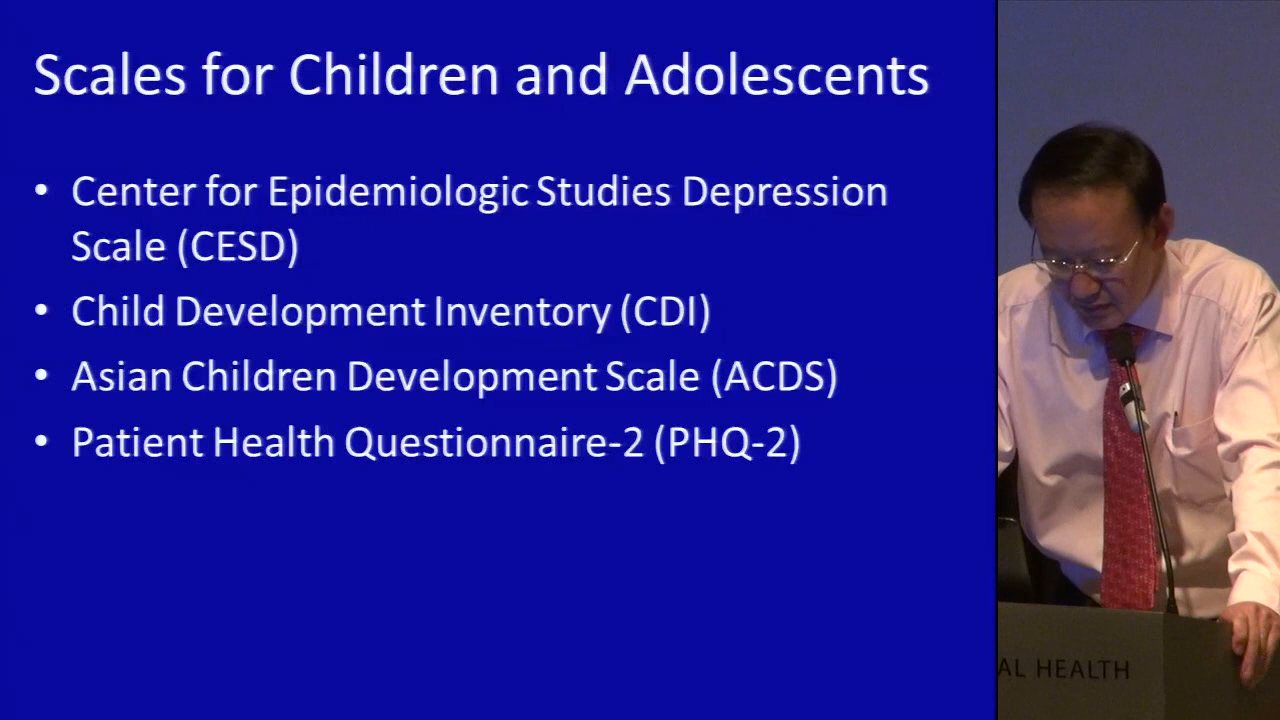 Scales for Children and Adolescents
• Center for Epidemiologic Studies Depression
Scale (CESD)
• Child Development Inventory (CDI)
• Asian Children Development Scale (ACDS)
• Patient Health Questionnaire-2 (PHQ-2)
AL HEALTH